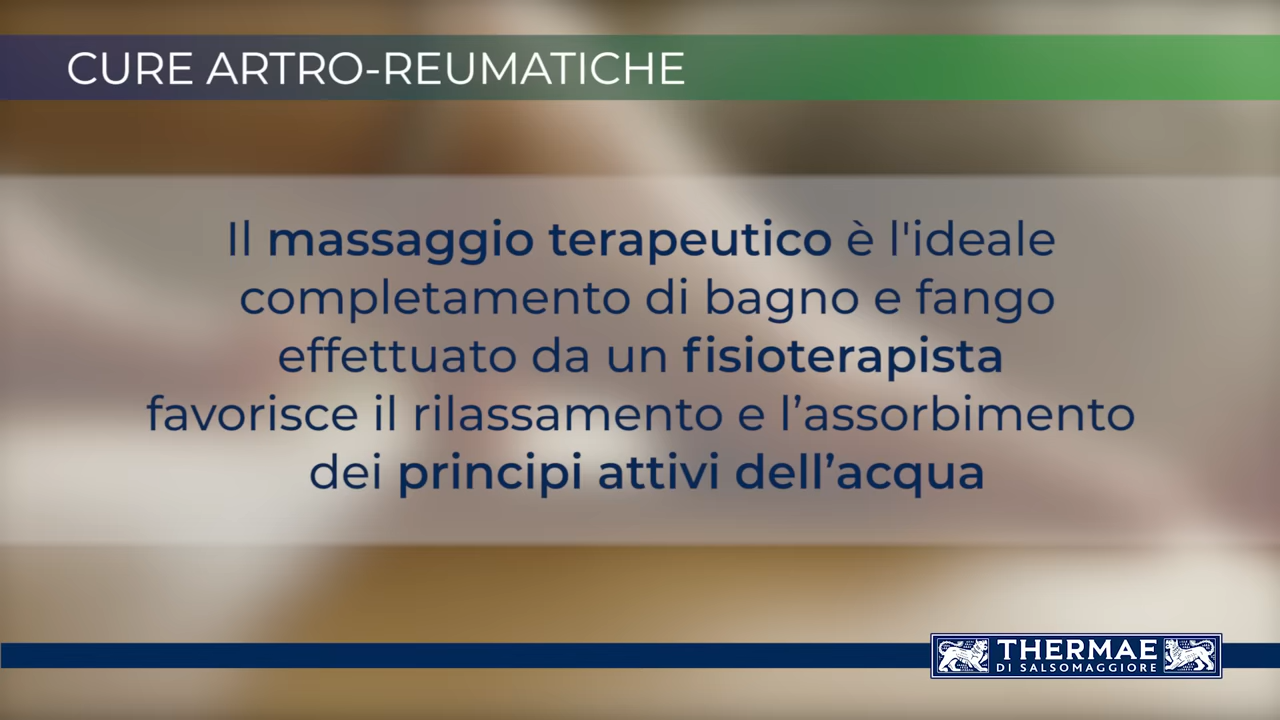 CURE ARTRO-REUMATICHE
Il massaggio terapeutico è l'ideale
completamento di bagno e fango
effettuato da un fisioterapista
favorisce il rilassamento e l’assorbimento
dei principi attivi dell’acqua
THERMAE
DI SALSOMAGGIORE